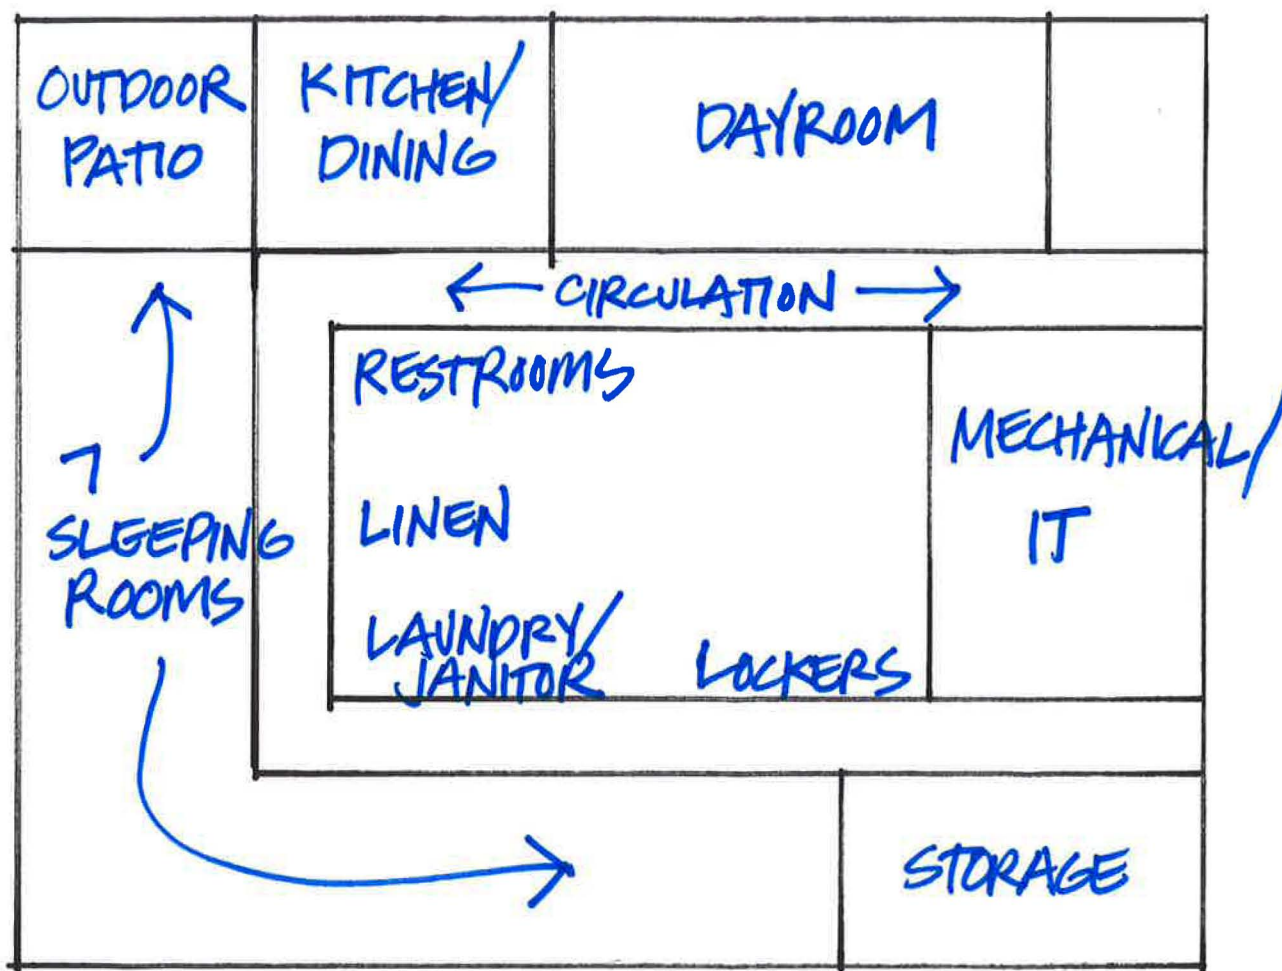 OUTDOOR
PATIO
KITCHEN/
DINING
DAYROOM
← CIRCULATION →
RESTROOMS
MECHANICAL/
IT
7
SLEEPING
ROOMS
LINEN
LAUNDRY/
JANITOR
LOCKERS
STORAGE